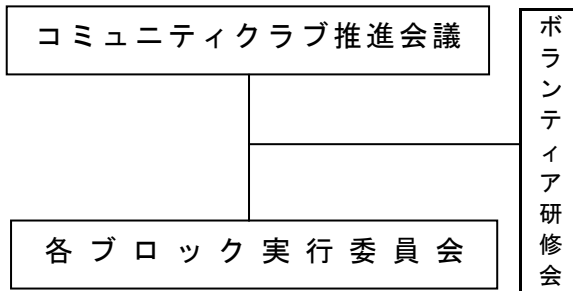 コミュニティクラブ推進会議
ボランティア研修会
各ブロック実行委員会